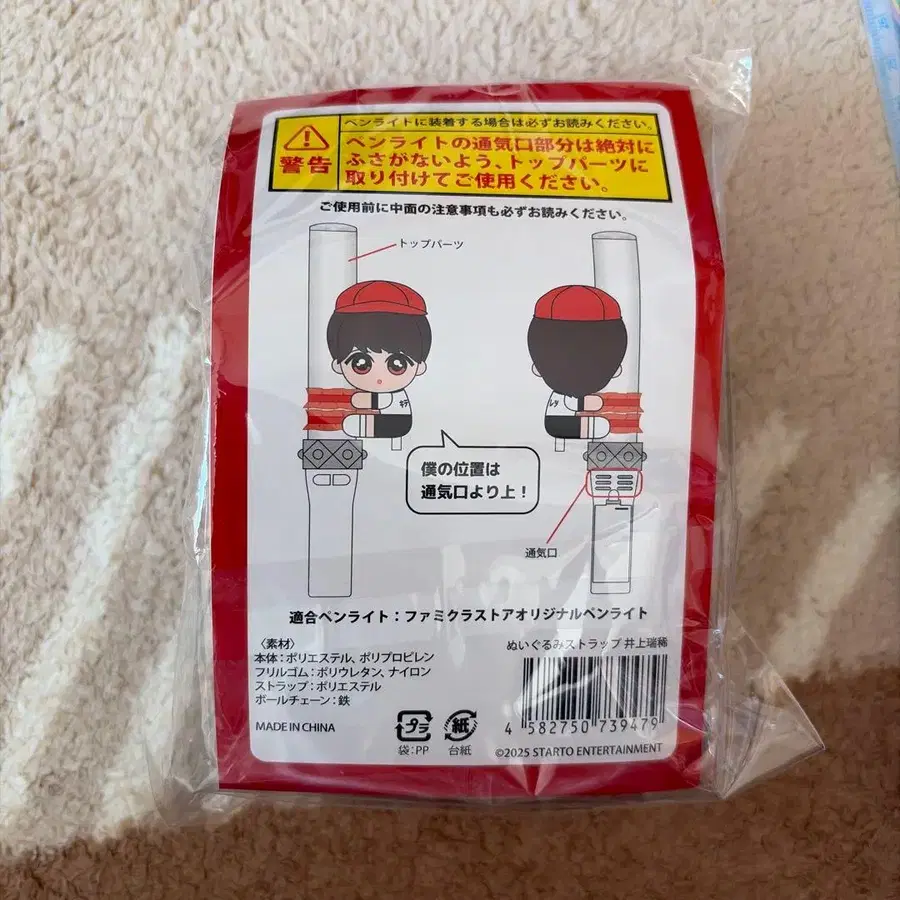 ペンライトに装着する場合は必ずお読みください。
警告
ペンライトの通気口部分は絶対に
ふさがないよう、トップパーツに
取り付けてご使用ください。
ご使用前に中面の注意事項も必ずお読みください。
トップパーツ
キテ
レタ
僕の位置は
通気口より上!
通気口
適合ペンライト:ファミクラストアオリジナルペンライト
〈素材〉
本体:ポリエステル、ポリプロピレン
フリルゴム:ポリウレタン、ナイロン
ストラップ:ポリエステル
ボールチェーン:鉄
MADE IN CHINA
プラ
袋:PP
紙
台紙
ぬいぐるみストラップ 井上瑞稀
4 582750 739479
©2025 STARTO ENTERTAINMENT